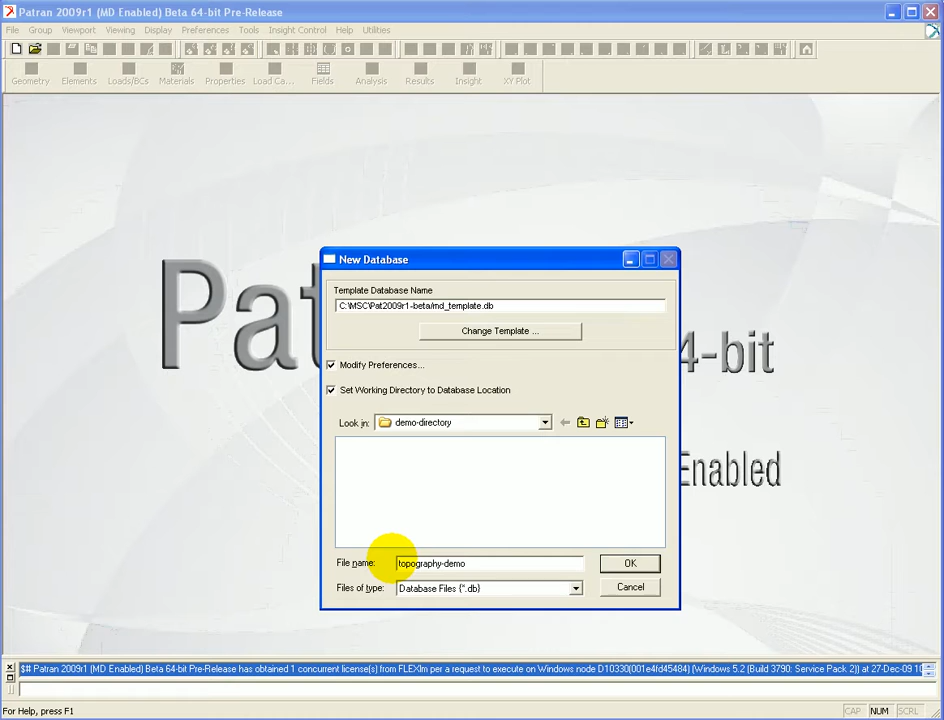 Patran 2009r1 (MD Enabled) Beta 64-bit Pre-Release
File Group Viewport Viewing Display Preferences Tools Insight Control Help Utilities
Geometry Elements Loads/BCs Materials Properties Load Ca... Fields Analysis Results Insight XY Plot
Pat
4-bit
Enabled
New Database
Template Database Name
C:\MSC\Pat2009r1-beta/md_template.db
Change Template ...
Modify Preferences...
Set Working Directory to Database Location
Look in: demo-directory
File name: topography-demo OK
Files of type: Database Files (*.db) Cancel
$# Patran 2009r1 (MD Enabled) Beta 64-bit Pre-Release has obtained 1 concurrent license(s) from FLEXlm per a request to execute on Windows node D10330(001e4fd45484) (Windows 5.2 (Build 3790: Service Pack 2)) at 27-Dec-09
For Help, press F1 CAP NUM SCRL